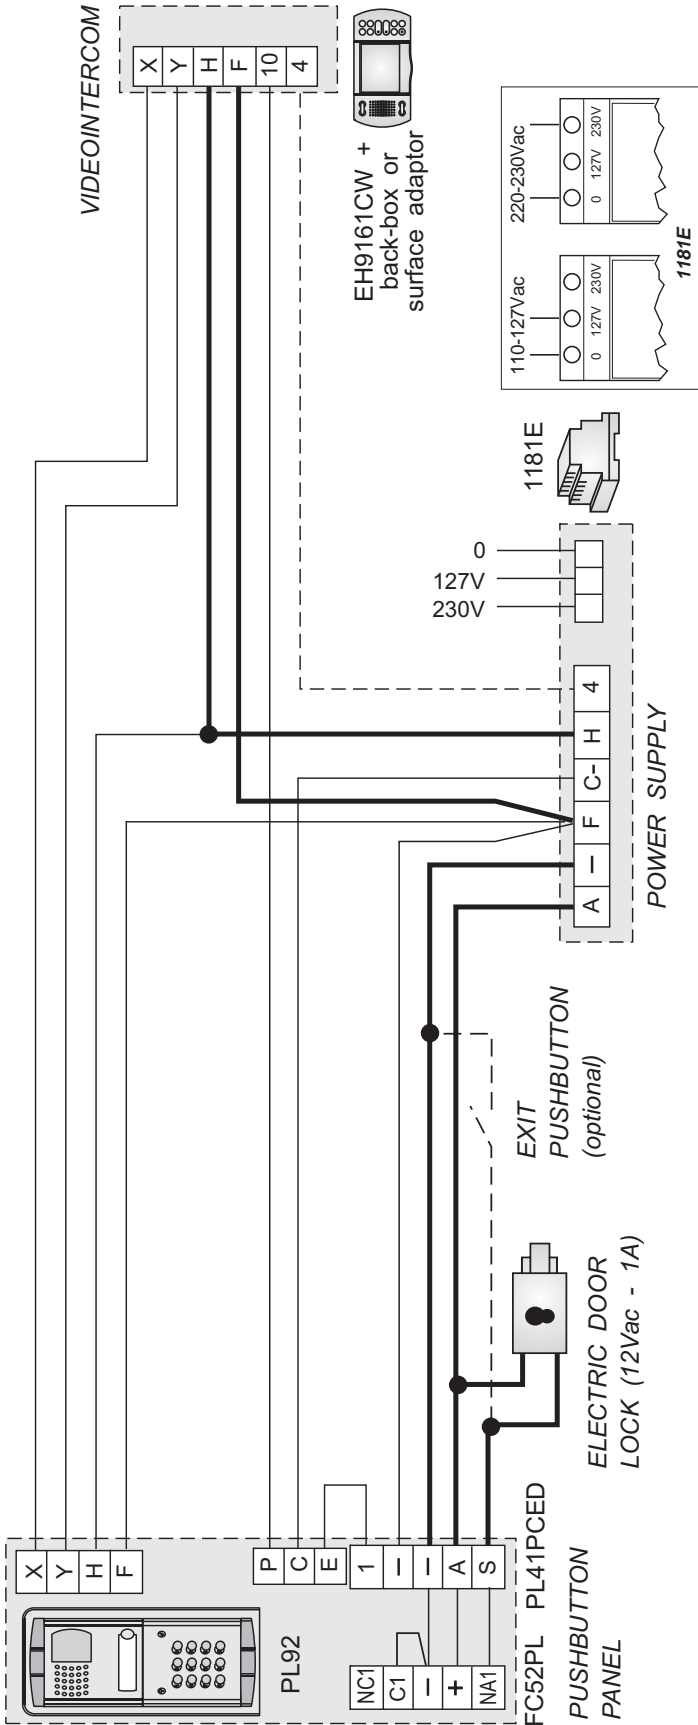 VIDEOINTERCOM
X
Y
H
F
10
4
EH9161CW +
back-box or
surface adaptor
110-127Vac
0 127V 230V
220-230Vac
0 127V 230V
1181E
1181E
0
127V
230V
4
H
C-
F
–
A
POWER SUPPLY
EXIT
PUSHBUTTON
(optional)
ELECTRIC DOOR
LOCK (12Vac - 1A)
X
Y
H
F
P
C
E
1
–
–
A
S
PL92
NC1
C1
–
+
NA1
FC52PL PL41PCED
PUSHBUTTON
PANEL